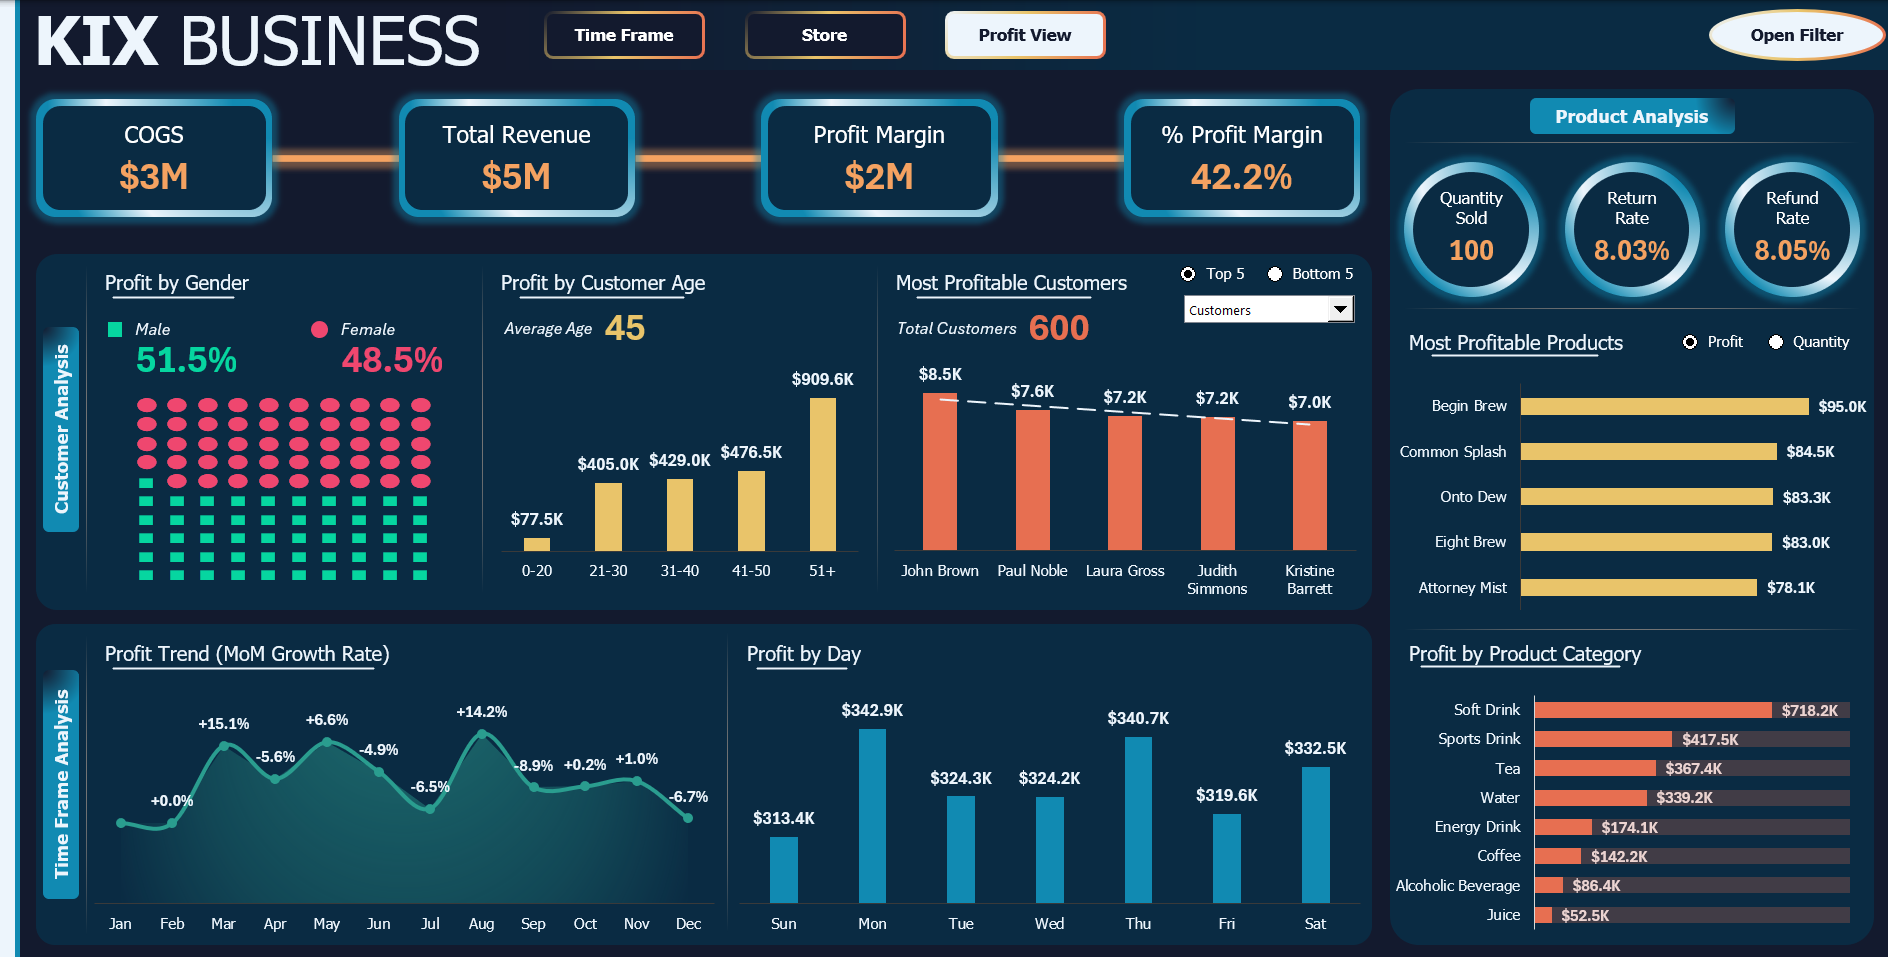 KIX BUSINESS
Time Frame
Store
Profit View
Open Filter
COGS
$3M
Total Revenue
$5M
Profit Margin
$2M
% Profit Margin
42.2%
Customer Analysis
Profit by Gender
Male
51.5%
Female
48.5%
Profit by Customer Age
Average Age 45
$77.5K
$405.0K
$429.0K
$476.5K
$909.6K
0-20
21-30
31-40
41-50
51+
Most Profitable Customers
Top 5
Bottom 5
Customers
Total Customers 600
$8.5K
$7.6K
$7.2K
$7.2K
$7.0K
John Brown
Paul Noble
Laura Gross
Judith
Simmons
Kristine
Barrett
Time Frame Analysis
Profit Trend (MoM Growth Rate)
+0.0%
+15.1%
-5.6%
+6.6%
-4.9%
-6.5%
+14.2%
-8.9%
+0.2%
+1.0%
-6.7%
Jan
Feb
Mar
Apr
May
Jun
Jul
Aug
Sep
Oct
Nov
Dec
Profit by Day
$313.4K
$342.9K
$324.3K
$324.2K
$340.7K
$319.6K
$332.5K
Sun
Mon
Tue
Wed
Thu
Fri
Sat
Product Analysis
Quantity
Sold
100
Return
Rate
8.03%
Refund
Rate
8.05%
Most Profitable Products
Profit
Quantity
Begin Brew $95.0K
Common Splash $84.5K
Onto Dew $83.3K
Eight Brew $83.0K
Attorney Mist $78.1K
Profit by Product Category
Soft Drink $718.2K
Sports Drink $417.5K
Tea $367.4K
Water $339.2K
Energy Drink $174.1K
Coffee $142.2K
Alcoholic Beverage $86.4K
Juice $52.5K